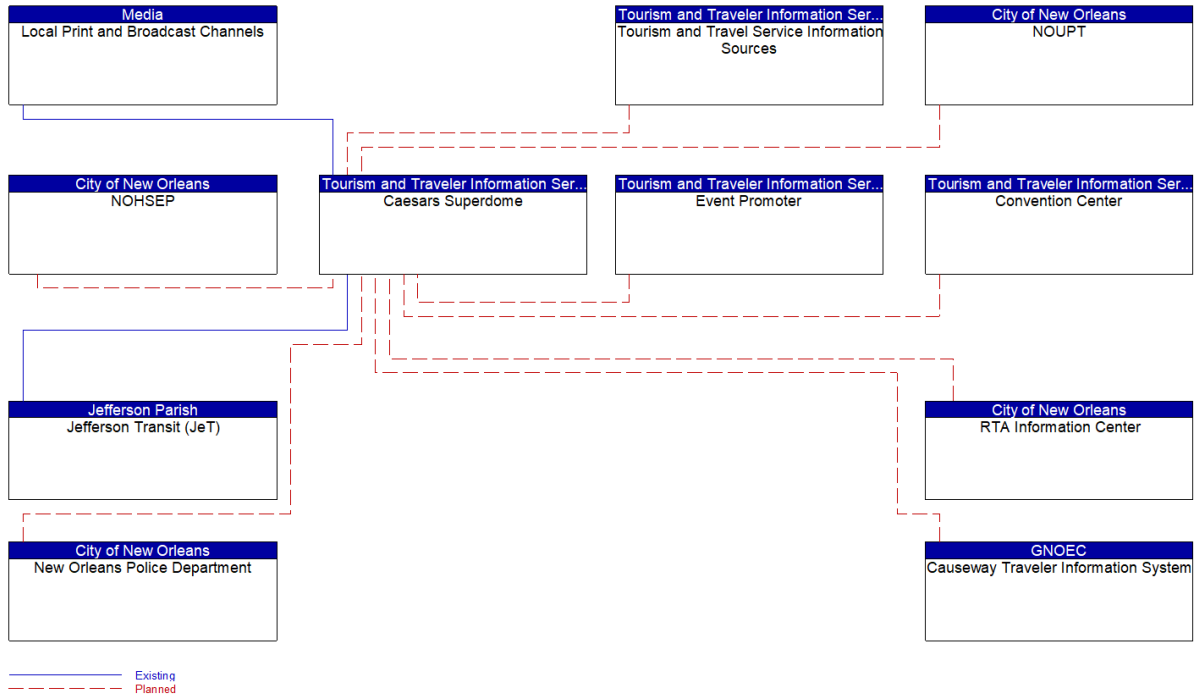 Media
Local Print and Broadcast Channels
Tourism and Traveler Information Ser...
Tourism and Travel Service Information
Sources
City of New Orleans
NOUPT
City of New Orleans
NOHSEP
Tourism and Traveler Information Ser...
Caesars Superdome
Tourism and Traveler Information Ser...
Event Promoter
Tourism and Traveler Information Ser...
Convention Center
Jefferson Parish
Jefferson Transit (JeT)
City of New Orleans
RTA Information Center
City of New Orleans
New Orleans Police Department
GNOEC
Causeway Traveler Information System
Existing
Planned